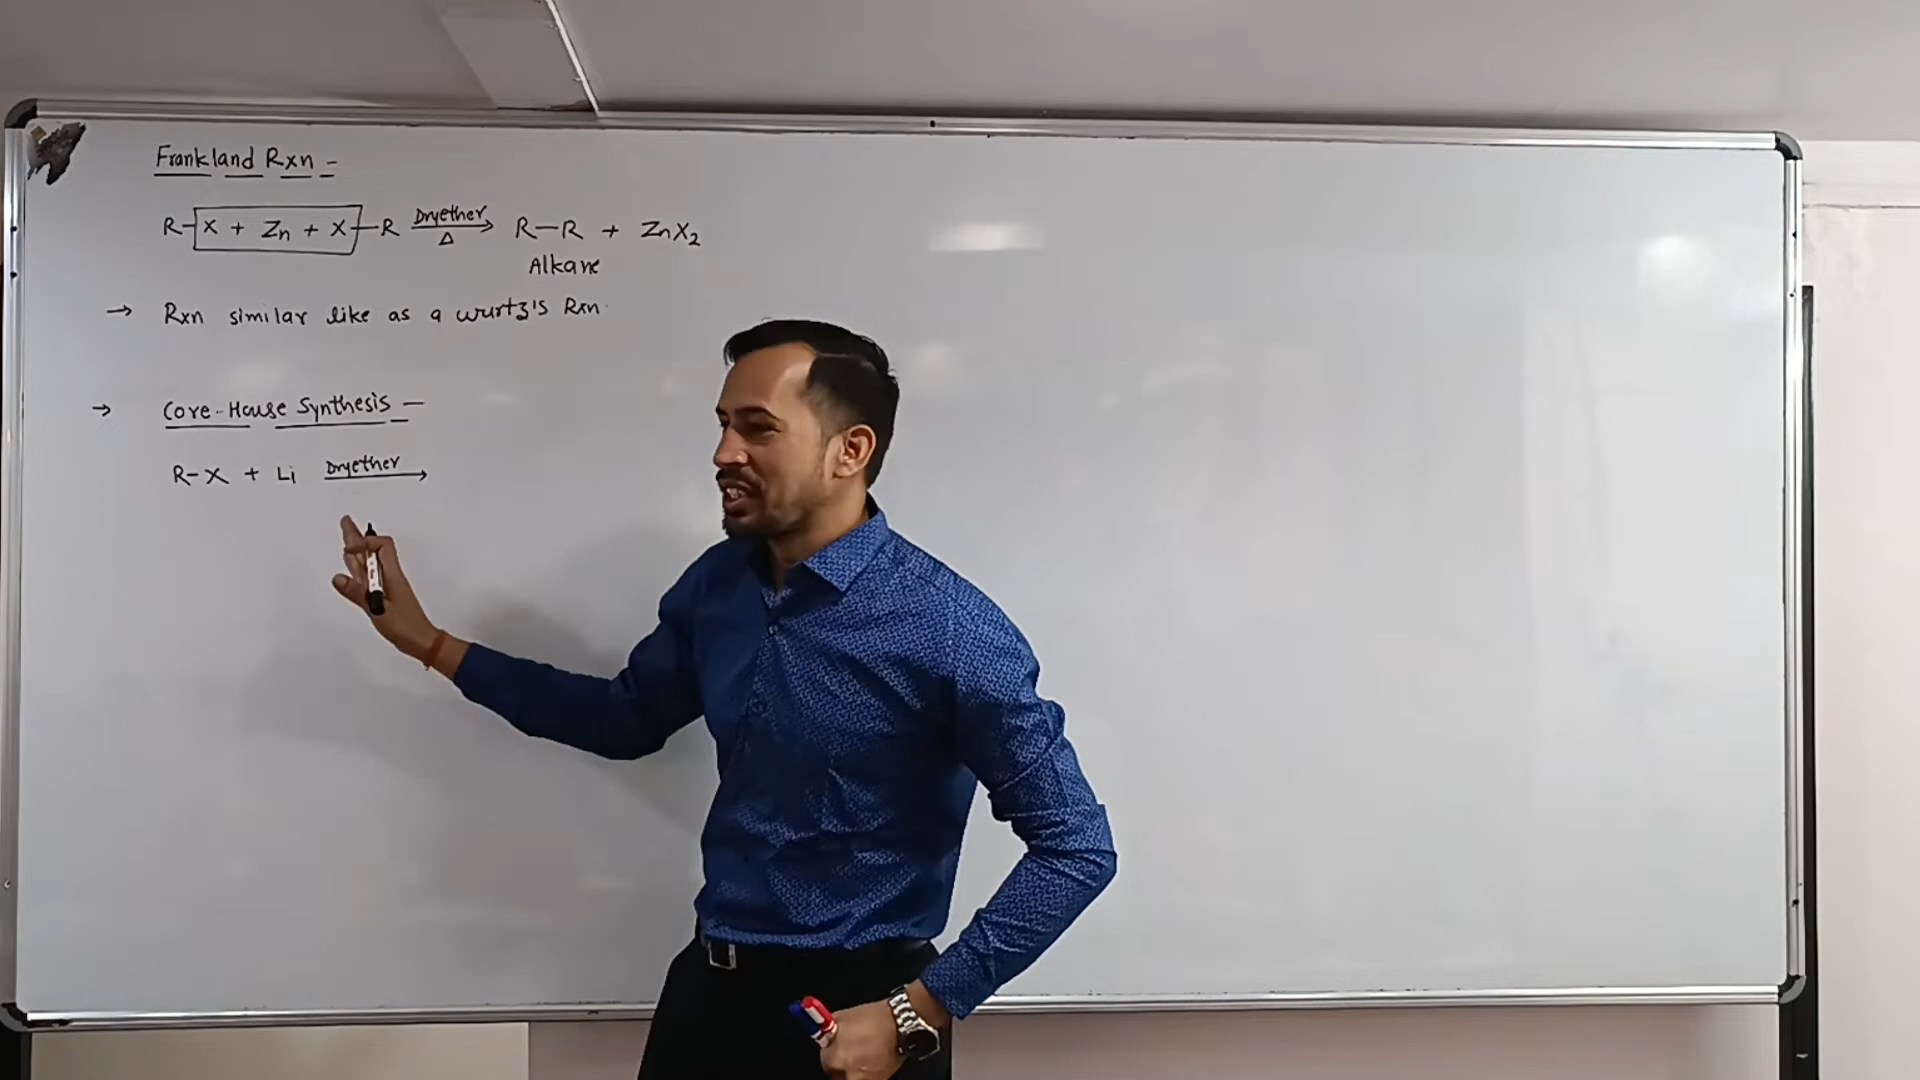 Frankland Rxn -
R-X + Zn + X-R Dryether Δ → R-R + ZnX2
Alkane
→ Rxn similar like as a wurtz's Rxn.
→ Core-House Synthesis -
R-X + Li Dryether →